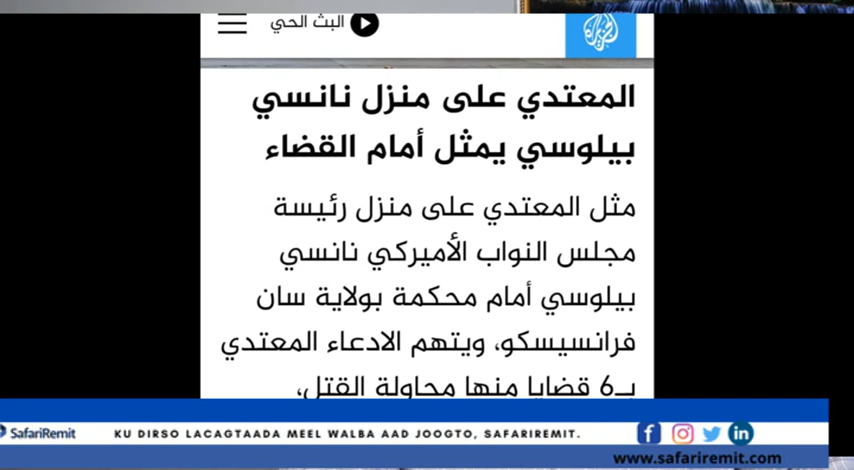 البث الحي
المعتدي على منزل نانسي
بيلوسي يمثل أمام القضاء
مثل المعتدي على منزل رئيسة
مجلس النواب الأميركي نانسي
بيلوسي أمام محكمة بولاية سان
فرانسيسكو، ويتهم الادعاء المعتدي
بـ6 قضايا منها محاولة القتل،
SafariRemit
KU DIRSO LACAGTAADA MEEL WALBA AAD JOOGTO, SAFARIREMIT.
www.safariremit.com